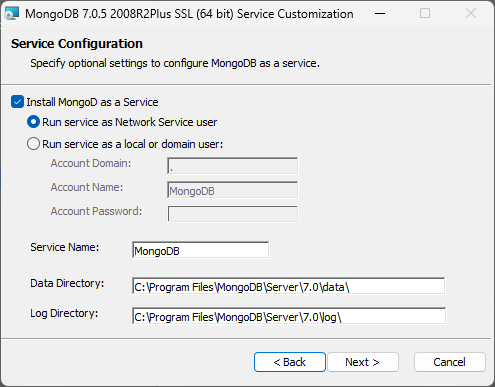 MongoDB 7.0.5 2008R2Plus SSL (64 bit) Service Customization
Service Configuration
Specify optional settings to configure MongoDB as a service.
Install MongoD as a Service
Run service as Network Service user
Run service as a local or domain user:
Account Domain: .
Account Name: MongoDB
Account Password:
Service Name: MongoDB
Data Directory: C:\Program Files\MongoDB\Server\7.0\data\
Log Directory: C:\Program Files\MongoDB\Server\7.0\log\
< Back Next > Cancel